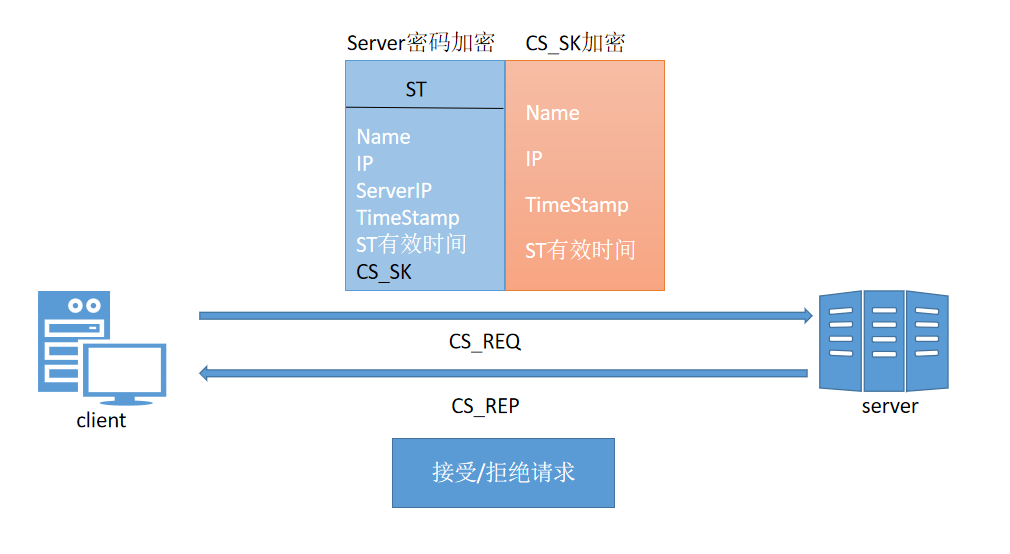 Server密码加密
CS_SK加密
ST
Name
IP
ServerIP
TimeStamp
ST有效时间
CS_SK
Name
IP
TimeStamp
ST有效时间
CS_REQ
CS_REP
client
server
接受/拒绝请求